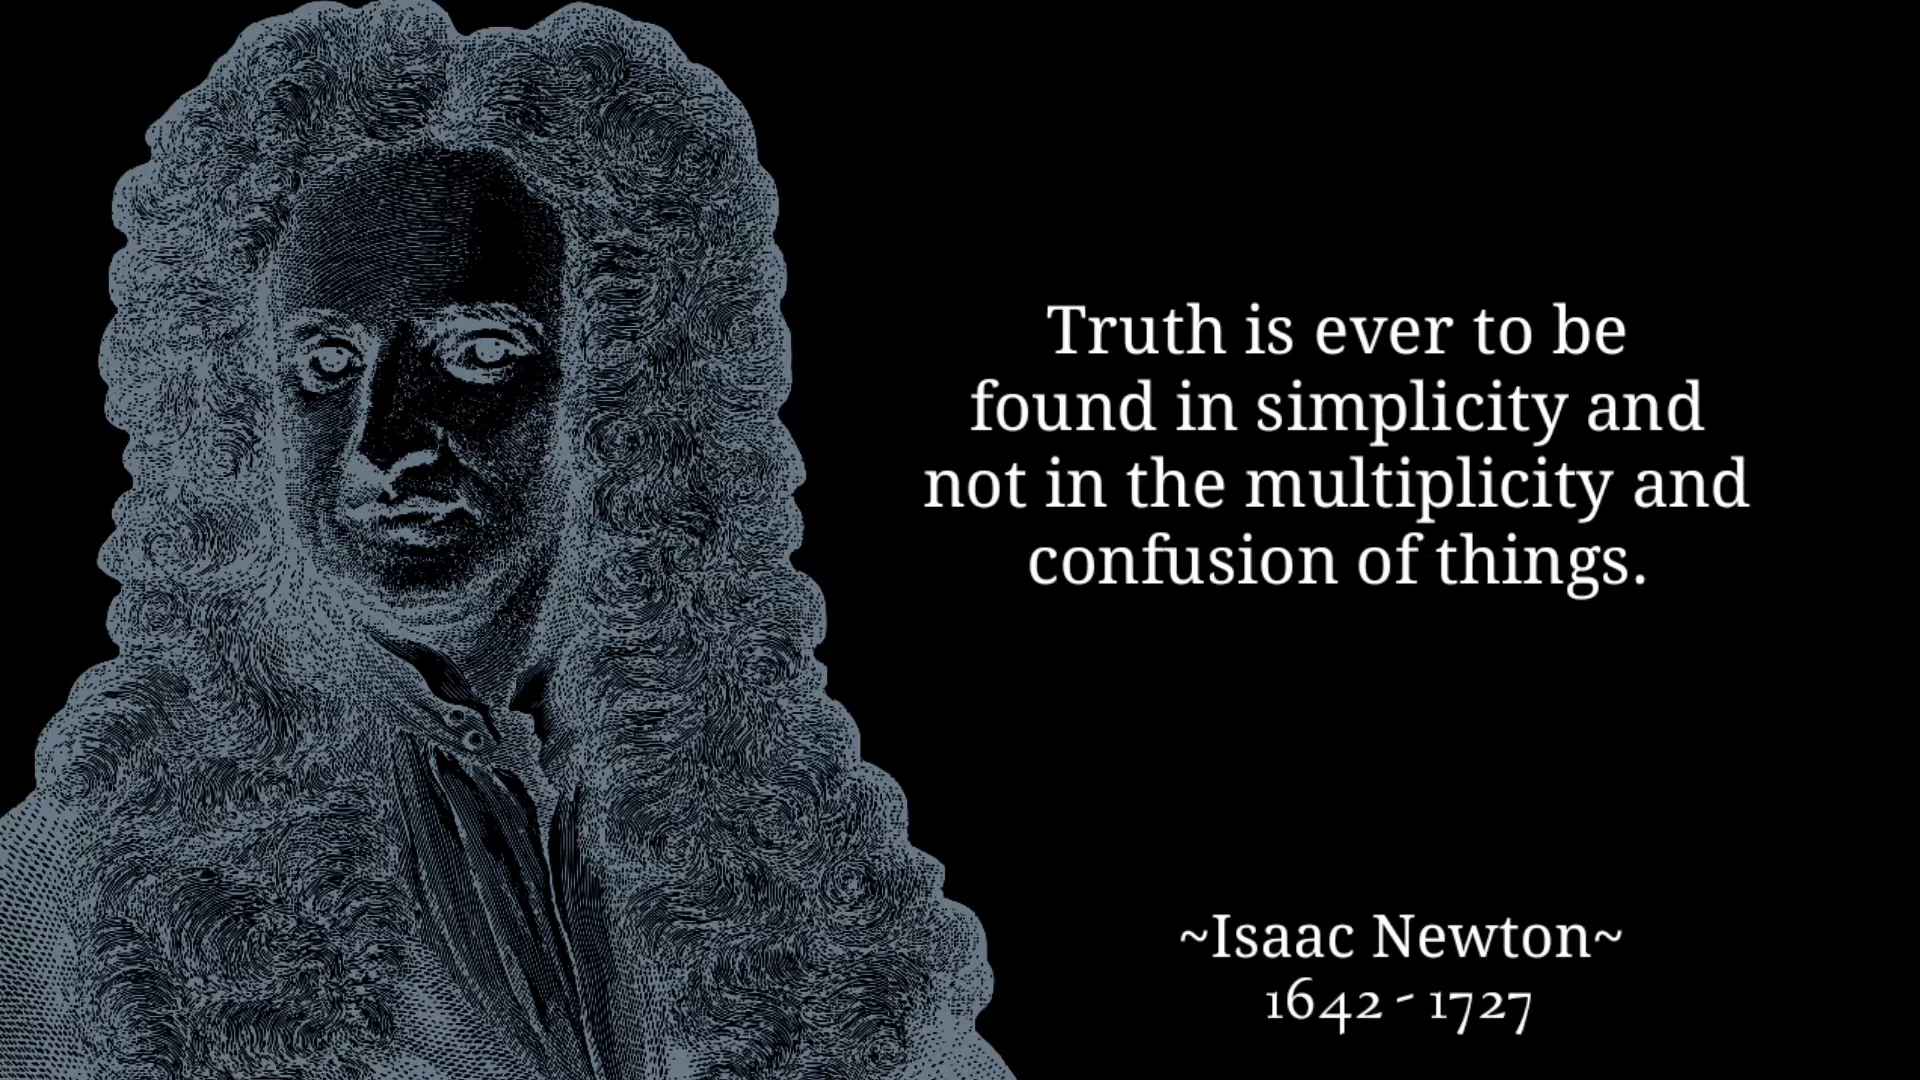 Truth is ever to be
found in simplicity and
not in the multiplicity and
confusion of things.
~Isaac Newton~
1642 - 1727